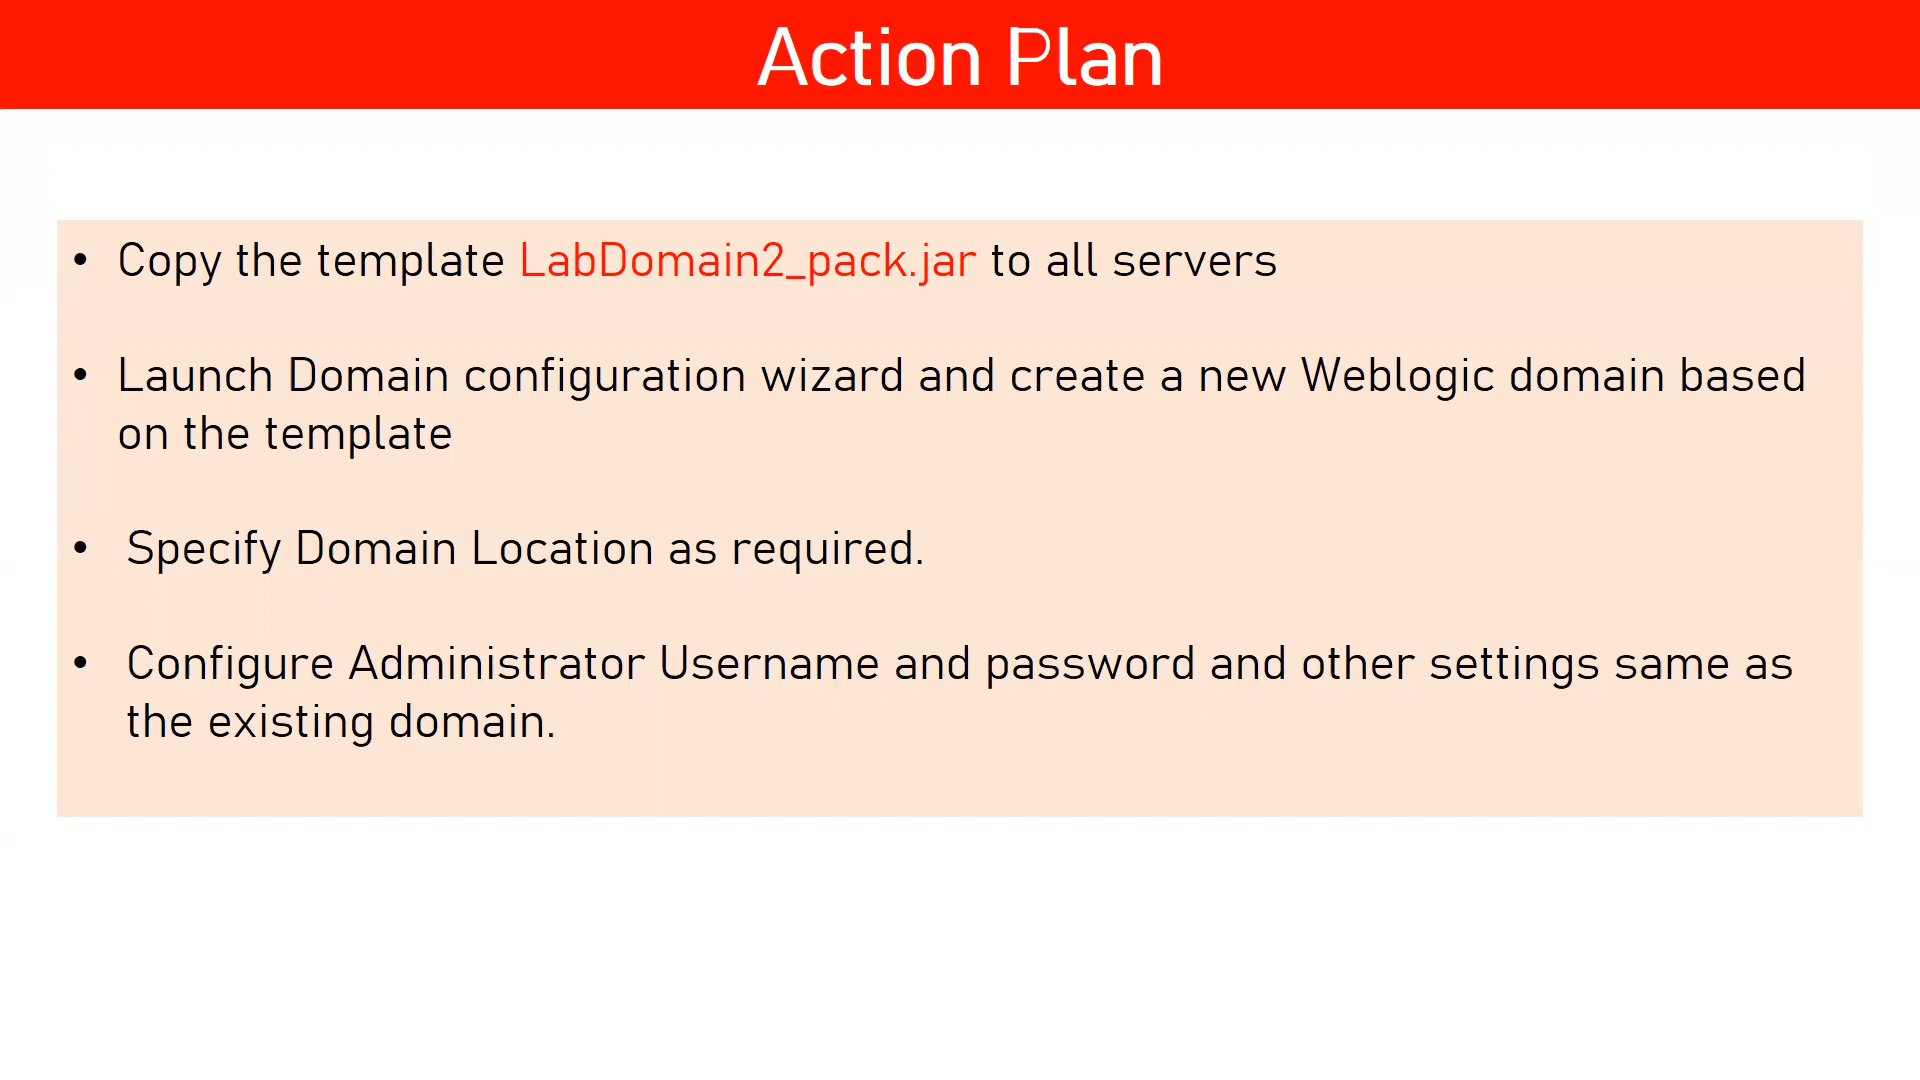 Action Plan
• Copy the template LabDomain2_pack.jar to all servers
• Launch Domain configuration wizard and create a new Weblogic domain based
on the template
• Specify Domain Location as required.
• Configure Administrator Username and password and other settings same as
the existing domain.